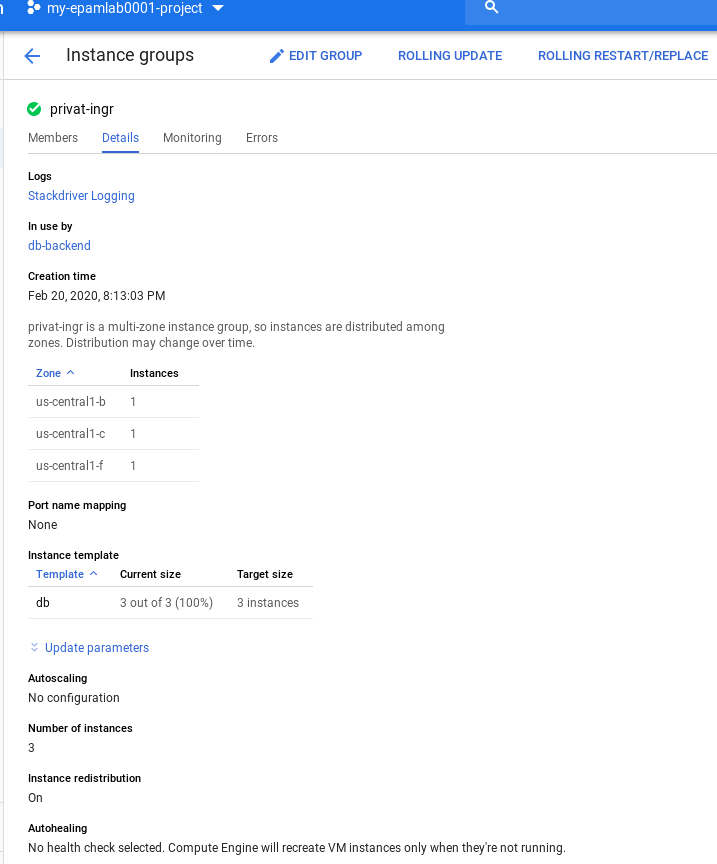 my-epamlab0001-project
Instance groups
EDIT GROUP
ROLLING UPDATE
ROLLING RESTART/REPLACE
privat-ingr
Members
Details
Monitoring
Errors
Logs
Stackdriver Logging
In use by
db-backend
Creation time
Feb 20, 2020, 8:13:03 PM
privat-ingr is a multi-zone instance group, so instances are distributed among
zones. Distribution may change over time.
Zone Instances
us-central1-b 1
us-central1-c 1
us-central1-f 1
Port name mapping
None
Instance template
Template Current size Target size
db 3 out of 3 (100%) 3 instances
Update parameters
Autoscaling
No configuration
Number of instances
3
Instance redistribution
On
Autohealing
No health check selected. Compute Engine will recreate VM instances only when they're not running.